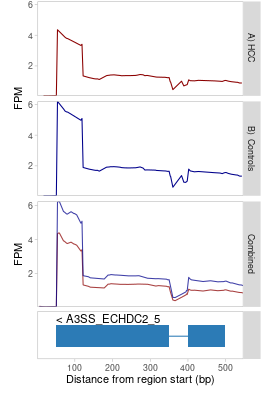 6
4
2
FPM
A) HCC
6
4
2
B) Controls
6
4
2
FPM
Combined
< A3SS_ECHDC2_5
100 200 300 400 500
Distance from region start (bp)